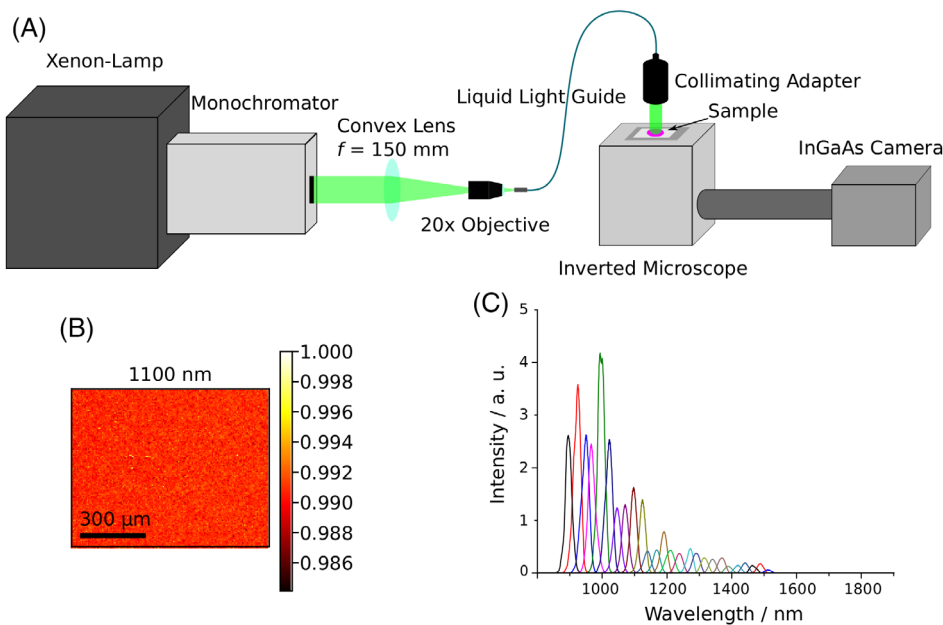 (A)
Xenon-Lamp
Monochromator
Convex Lens
f = 150 mm
20x Objective
Liquid Light Guide
Collimating Adapter
Sample
InGaAs Camera
Inverted Microscope
(B)
1100 nm
300 µm
1.000
0.998
0.996
0.994
0.992
0.990
0.988
0.986
(C)
Intensity / a. u.
5
4
3
2
1
0
1000 1200 1400 1600 1800
Wavelength / nm